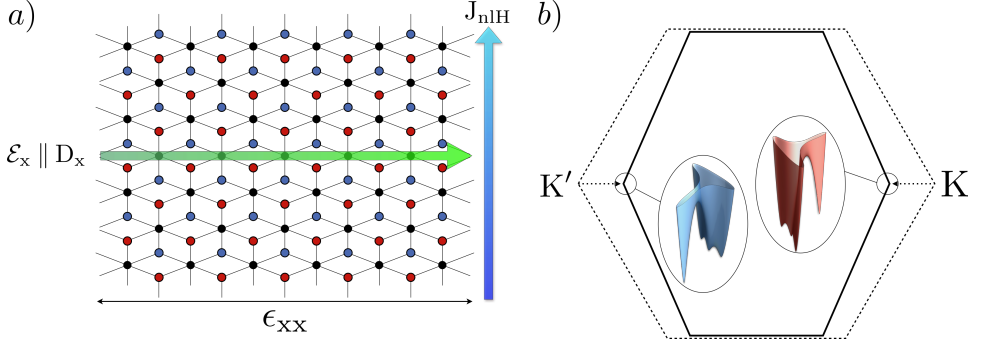 a)
J_nlH
ℰ_x ∥ D_x
ϵ_xx
b)
K′
K